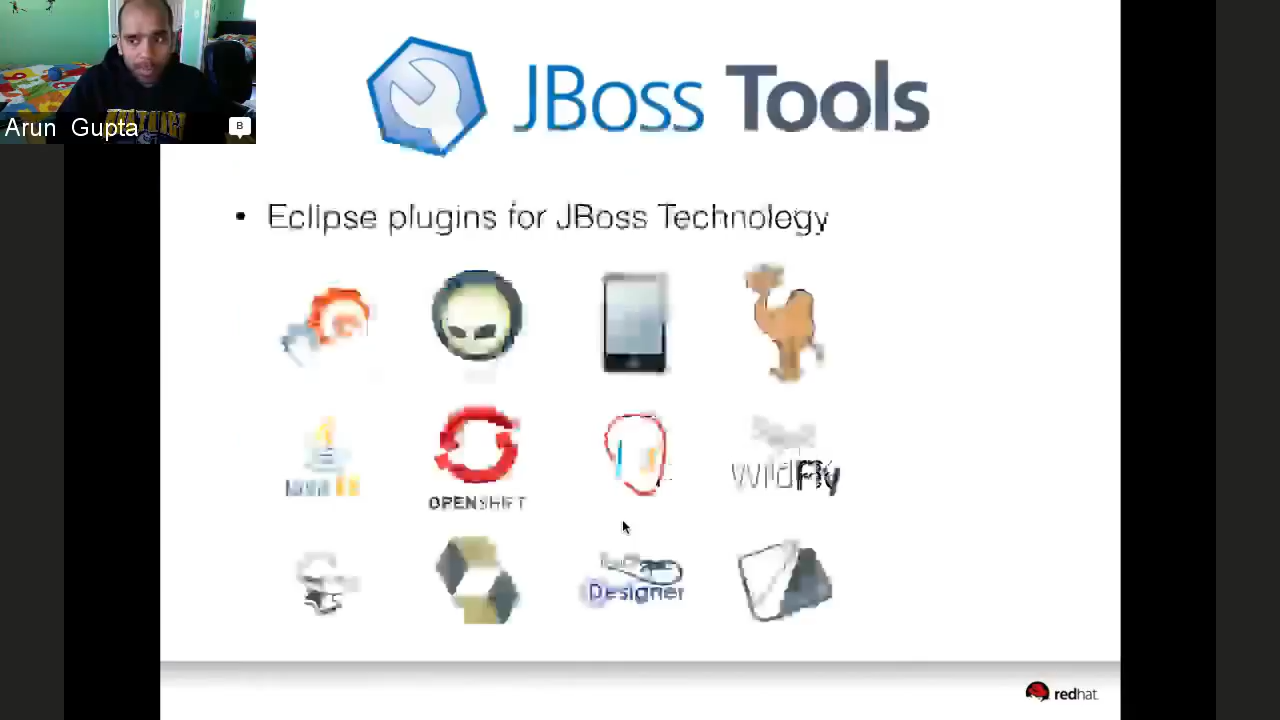 Arun Gupta
B
JBoss Tools
• Eclipse plugins for JBoss Technology
OPENSHIFT
WildFly
Designer
redhat.